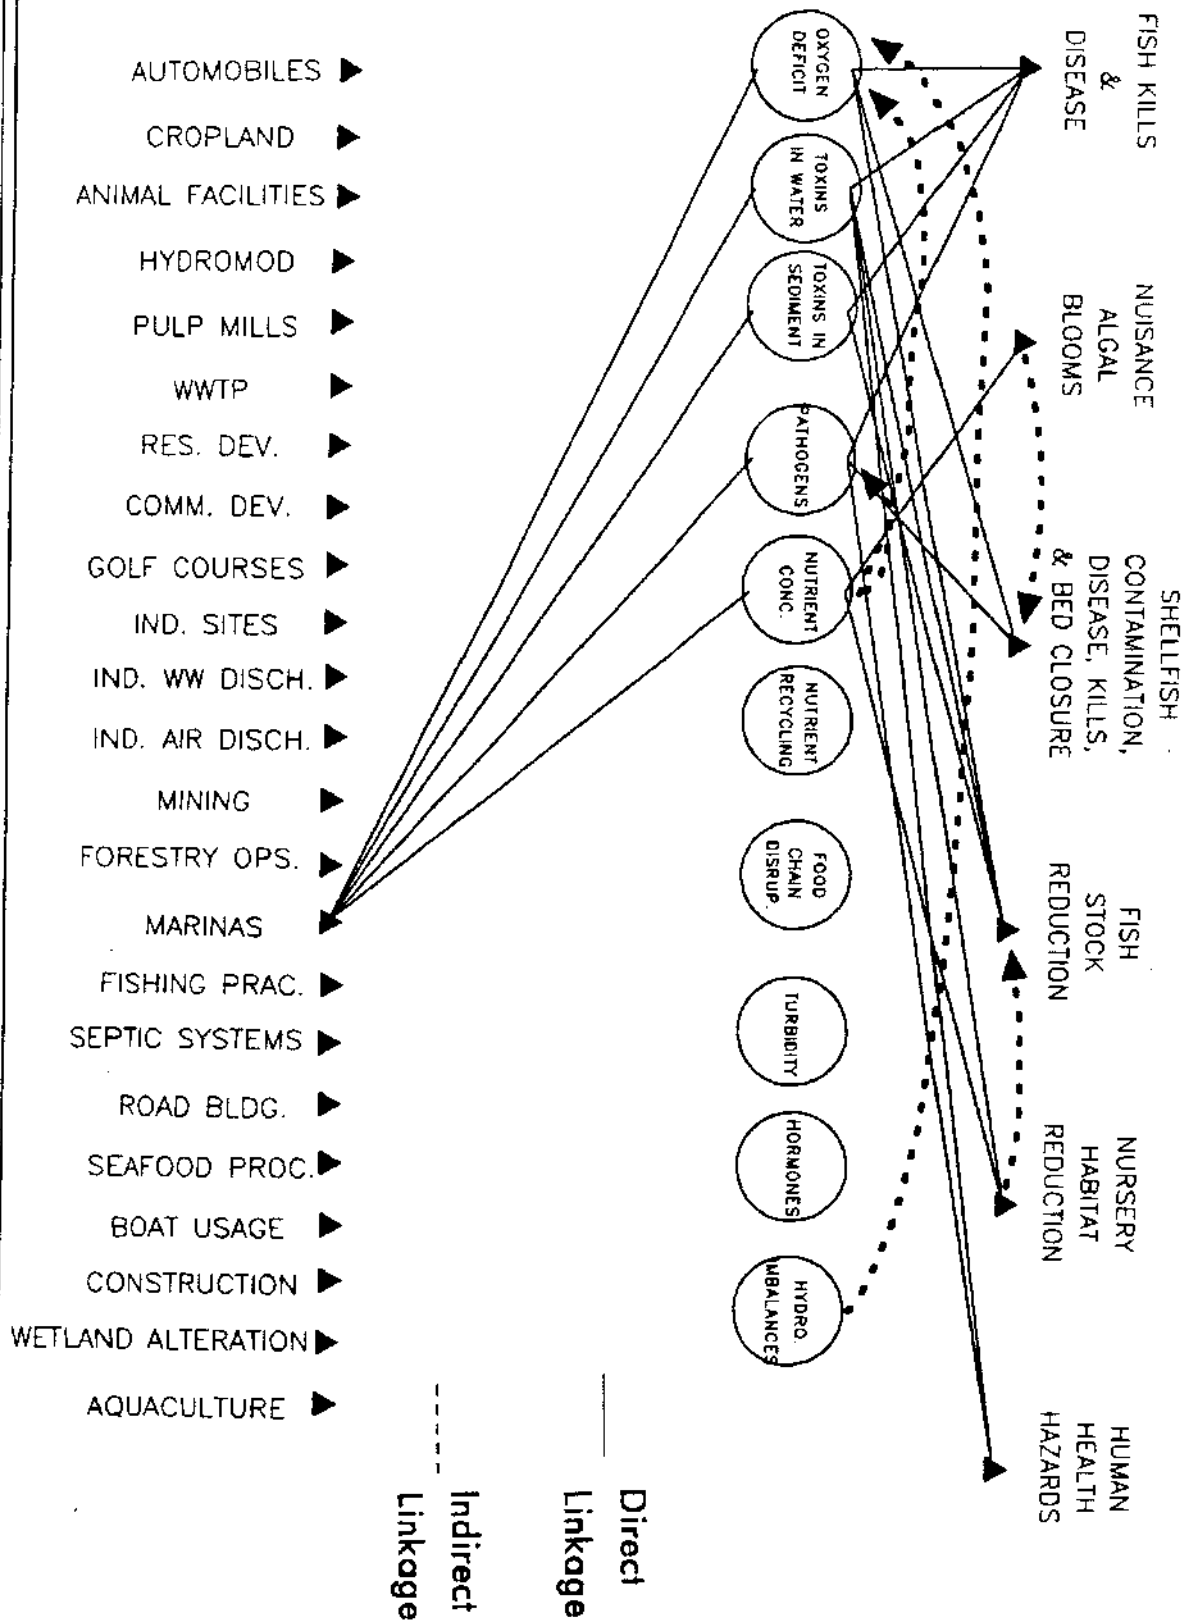 AUTOMOBILES
CROPLAND
ANIMAL FACILITIES
HYDROMOD
PULP MILLS
WWTP
RES. DEV.
COMM. DEV.
GOLF COURSES
IND. SITES
IND. WW DISCH.
IND. AIR DISCH.
MINING
FORESTRY OPS.
MARINAS
FISHING PRAC.
SEPTIC SYSTEMS
ROAD BLDG.
SEAFOOD PROC.
BOAT USAGE
CONSTRUCTION
WETLAND ALTERATION
AQUACULTURE
OXYGEN
DEFICIT
TOXINS
IN WATER
TOXINS IN
SEDIMENT
PATHOGENS
NUTRIENT
CONC.
NUTRIENT
RECYCLING
FOOD
CHAIN
DISRUP.
TURBIDITY
HORMONES
HYDRO.
IMBALANCES
FISH KILLS
&
DISEASE
NUISANCE
ALGAL
BLOOMS
SHELLFISH
CONTAMINATION,
DISEASE, KILLS,
& BED CLOSURE
FISH
STOCK
REDUCTION
NURSERY
HABITAT
REDUCTION
HUMAN
HEALTH
HAZARDS
Direct
Linkage
Indirect
Linkage